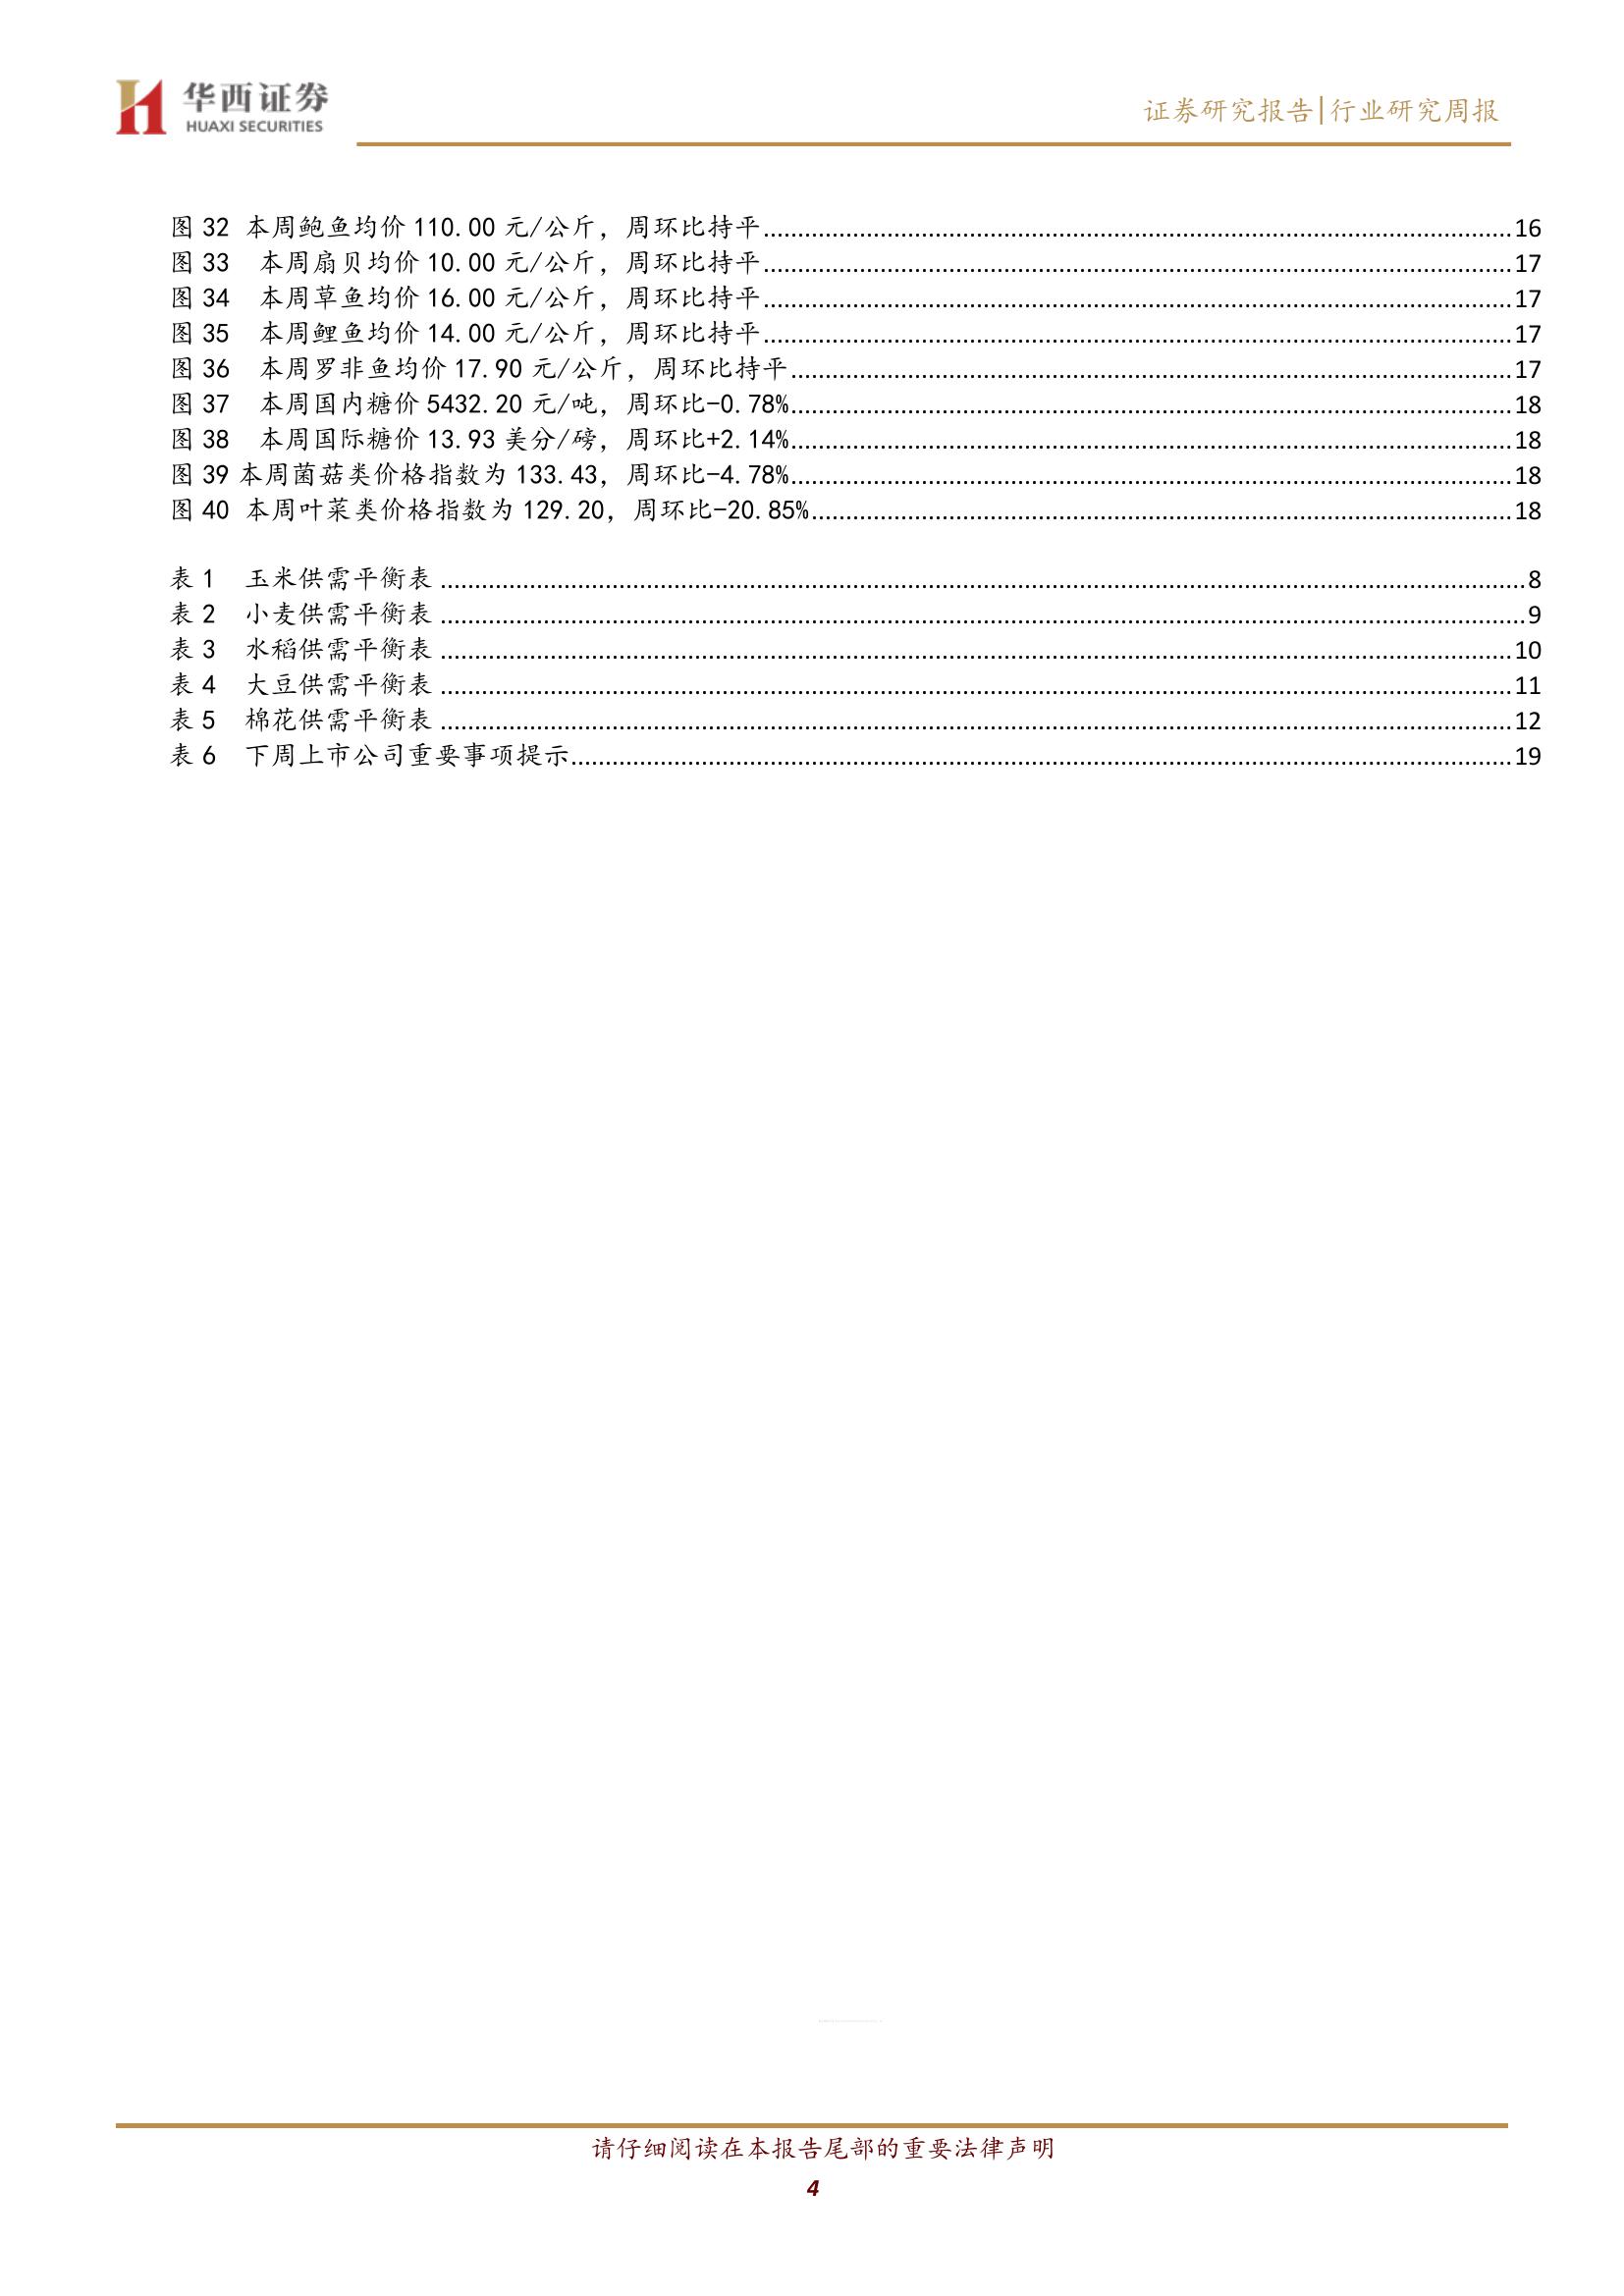 华西证券
HUAXI SECURITIES
证券研究报告|行业研究周报
图 32 本周鲍鱼均价 110.00 元/公斤，周环比持平........16
图 33 本周扇贝均价 10.00 元/公斤，周环比持平........17
图 34 本周草鱼均价 16.00 元/公斤，周环比持平........17
图 35 本周鲤鱼均价 14.00 元/公斤，周环比持平........17
图 36 本周罗非鱼均价 17.90 元/公斤，周环比持平........17
图 37 本周国内糖价 5432.20 元/吨，周环比-0.78%........18
图 38 本周国际糖价 13.93 美分/磅，周环比+2.14%........18
图 39 本周菌菇类价格指数为 133.43，周环比-4.78%........18
图 40 本周叶菜类价格指数为 129.20，周环比-20.85%........18
表 1 玉米供需平衡表........8
表 2 小麦供需平衡表........9
表 3 水稻供需平衡表........10
表 4 大豆供需平衡表........11
表 5 棉花供需平衡表........12
表 6 下周上市公司重要事项提示........19
请仔细阅读在本报告尾部的重要法律声明
4